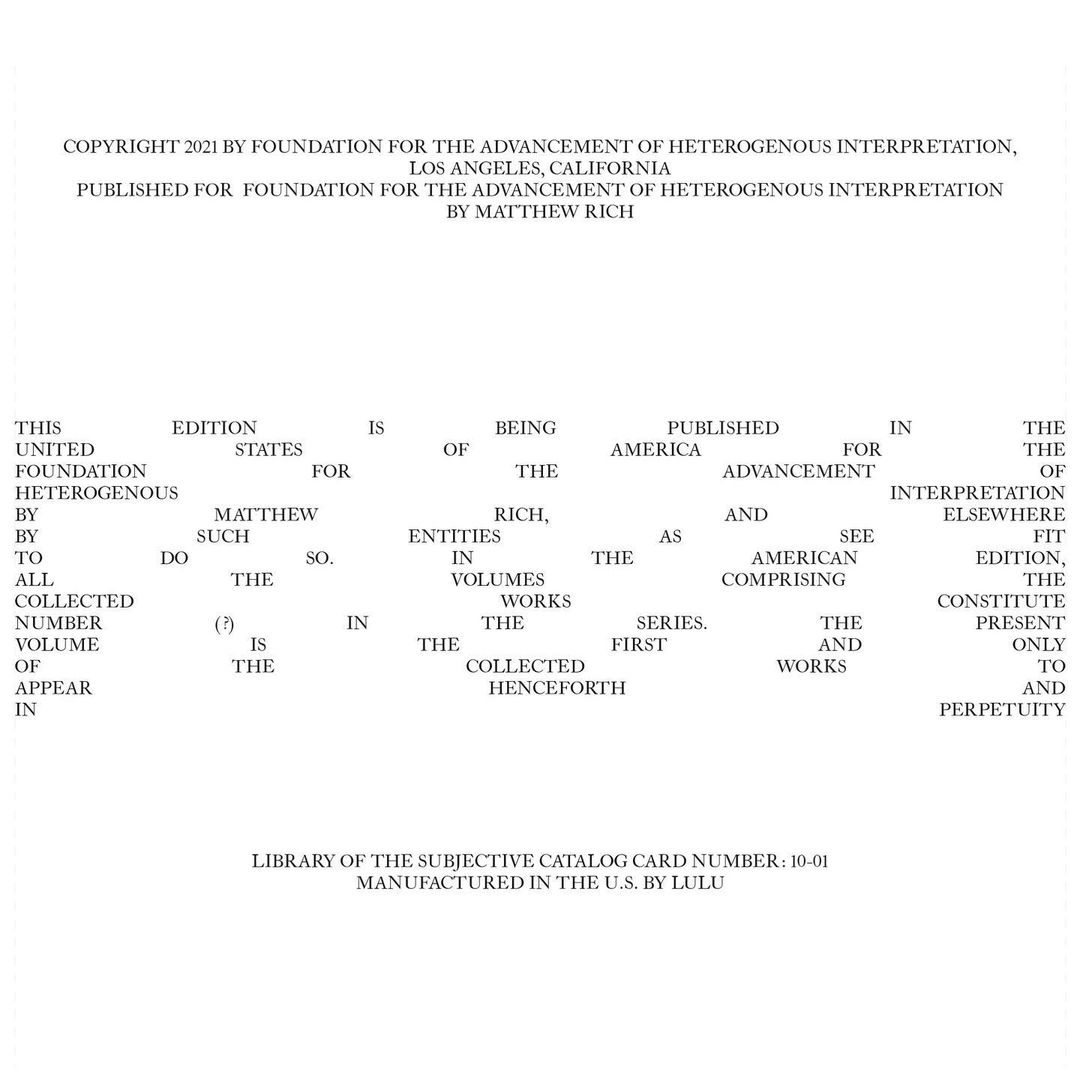 COPYRIGHT 2021 BY FOUNDATION FOR THE ADVANCEMENT OF HETEROGENOUS INTERPRETATION,
LOS ANGELES, CALIFORNIA
PUBLISHED FOR FOUNDATION FOR THE ADVANCEMENT OF HETEROGENOUS INTERPRETATION
BY MATTHEW RICH
THIS EDITION IS BEING PUBLISHED IN THE
UNITED STATES OF AMERICA FOR THE
FOUNDATION FOR THE ADVANCEMENT OF
HETEROGENOUS INTERPRETATION
BY MATTHEW RICH, AND ELSEWHERE
BY SUCH ENTITIES AS SEE FIT
TO DO SO. IN THE AMERICAN EDITION,
ALL THE VOLUMES COMPRISING THE
COLLECTED WORKS CONSTITUTE
NUMBER (?) IN THE SERIES. THE PRESENT
VOLUME IS THE FIRST AND ONLY
OF THE COLLECTED WORKS TO
APPEAR HENCEFORTH AND
IN PERPETUITY
LIBRARY OF THE SUBJECTIVE CATALOG CARD NUMBER: 10-01
MANUFACTURED IN THE U.S. BY LULU